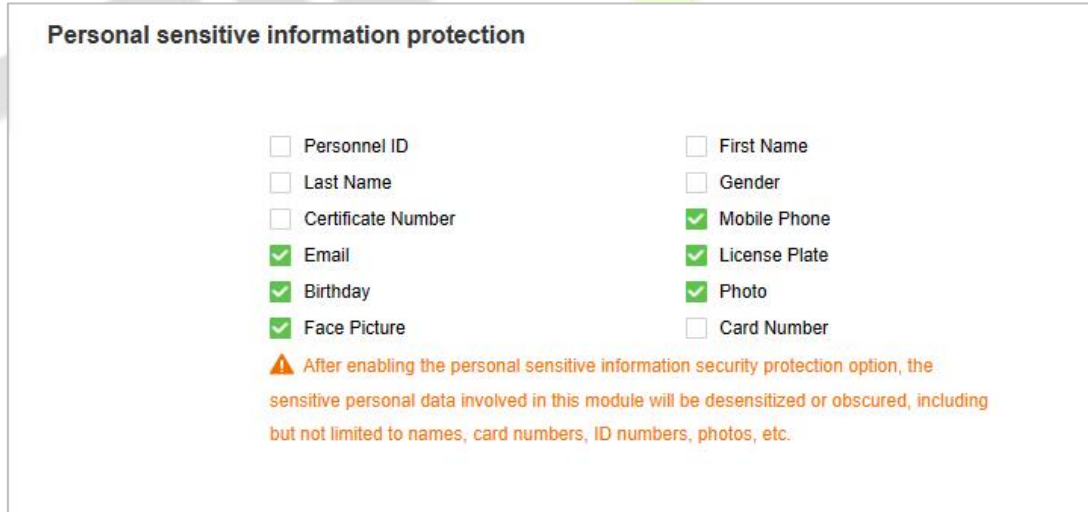 Personal sensitive information protection
Personnel ID
First Name
Last Name
Gender
Certificate Number
Mobile Phone
Email
License Plate
Birthday
Photo
Face Picture
Card Number
After enabling the personal sensitive information security protection option, the
sensitive personal data involved in this module will be desensitized or obscured, including
but not limited to names, card numbers, ID numbers, photos, etc.